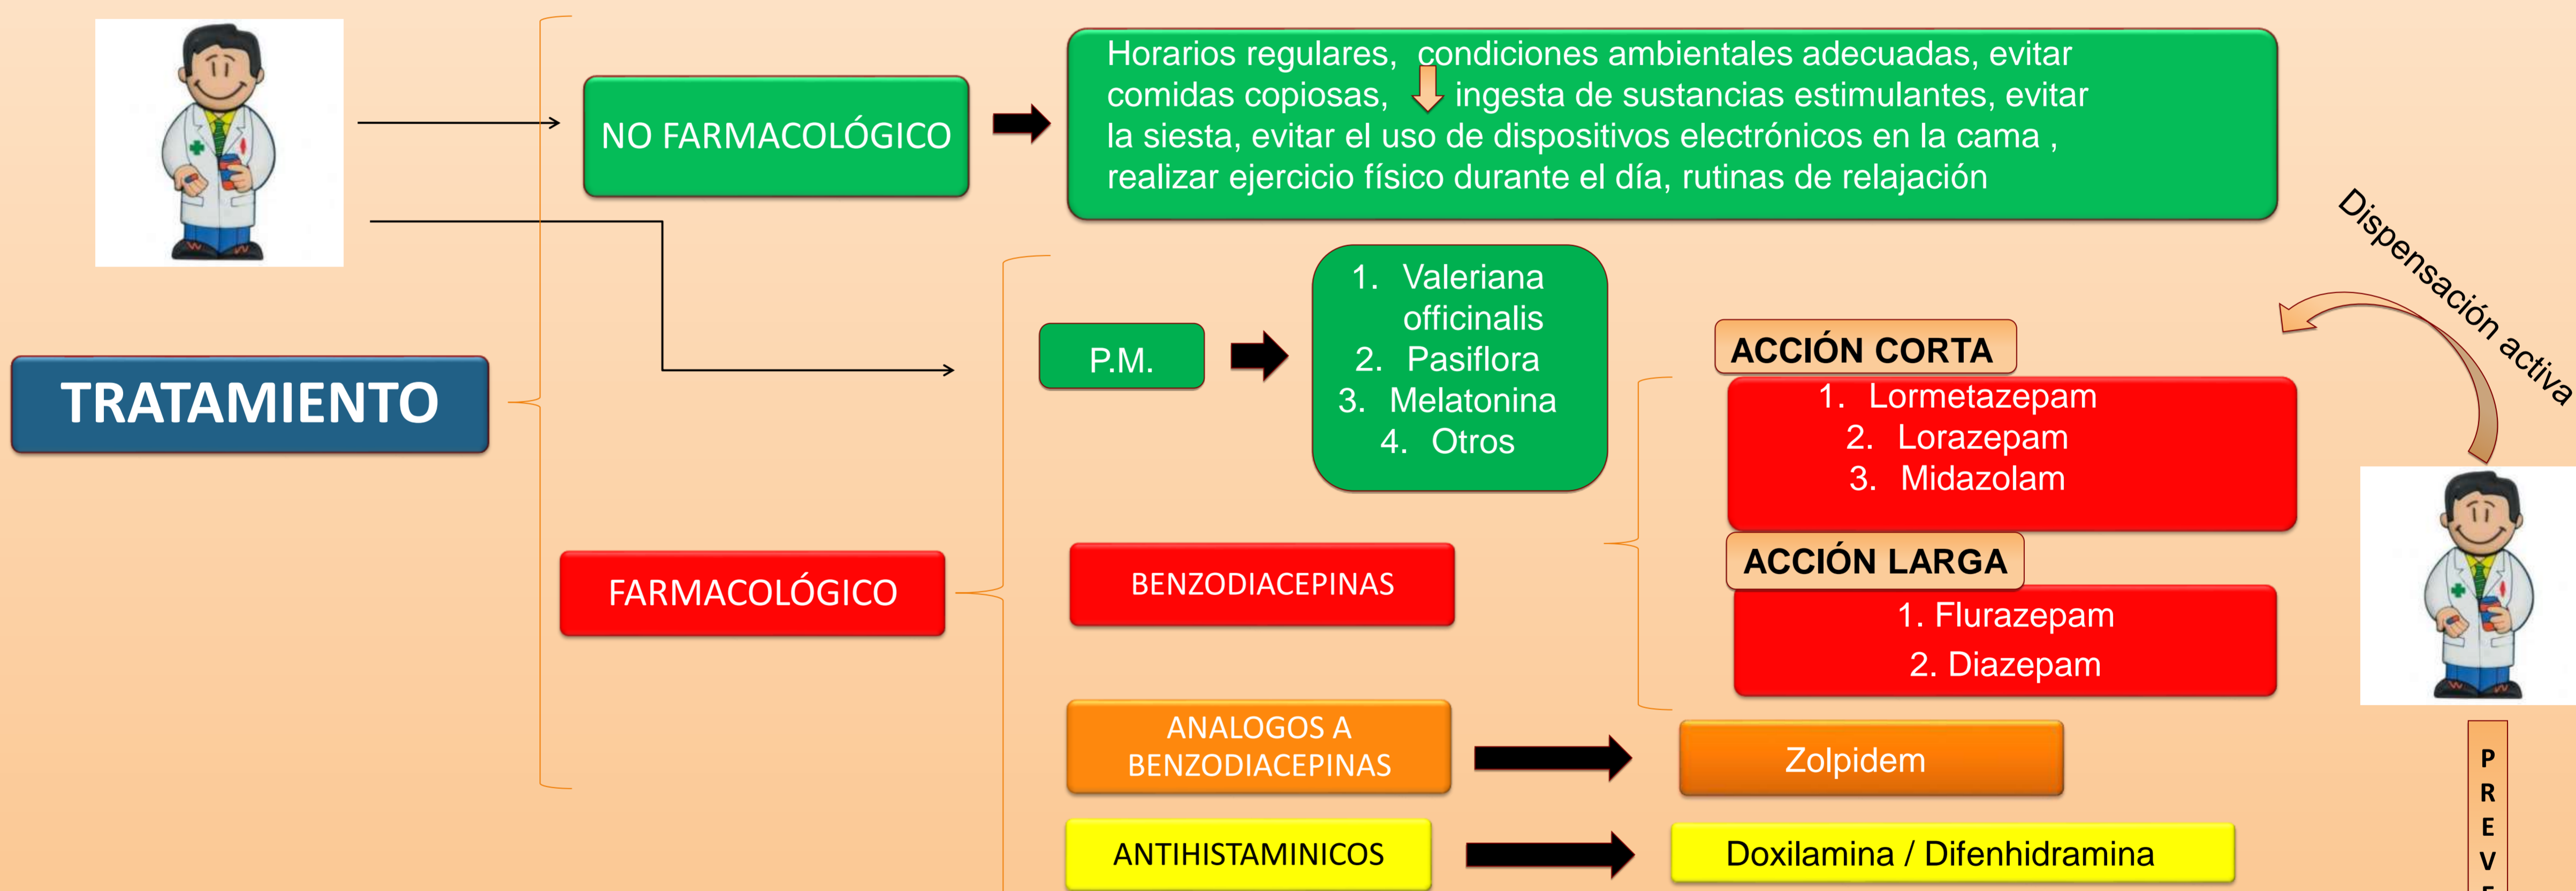 Horarios regulares, condiciones ambientales adecuadas, evitar
comidas copiosas, ingesta de sustancias estimulantes, evitar
la siesta, evitar el uso de dispositivos electrónicos en la cama ,
realizar ejercicio físico durante el día, rutinas de relajación
NO FARMACOLÓGICO
Dispensación activa
1. Valeriana
officinalis
2. Pasiflora
3. Melatonina
4. Otros
P.M.
TRATAMIENTO
ACCIÓN CORTA
1. Lormetazepam
2. Lorazepam
3. Midazolam
FARMACOLÓGICO
BENZODIACEPINAS
ACCIÓN LARGA
1. Flurazepam
2. Diazepam
ANALOGOS A
BENZODIACEPINAS
Zolpidem
ANTIHISTAMINICOS
Doxilamina / Difenhidramina
P
R
E
V